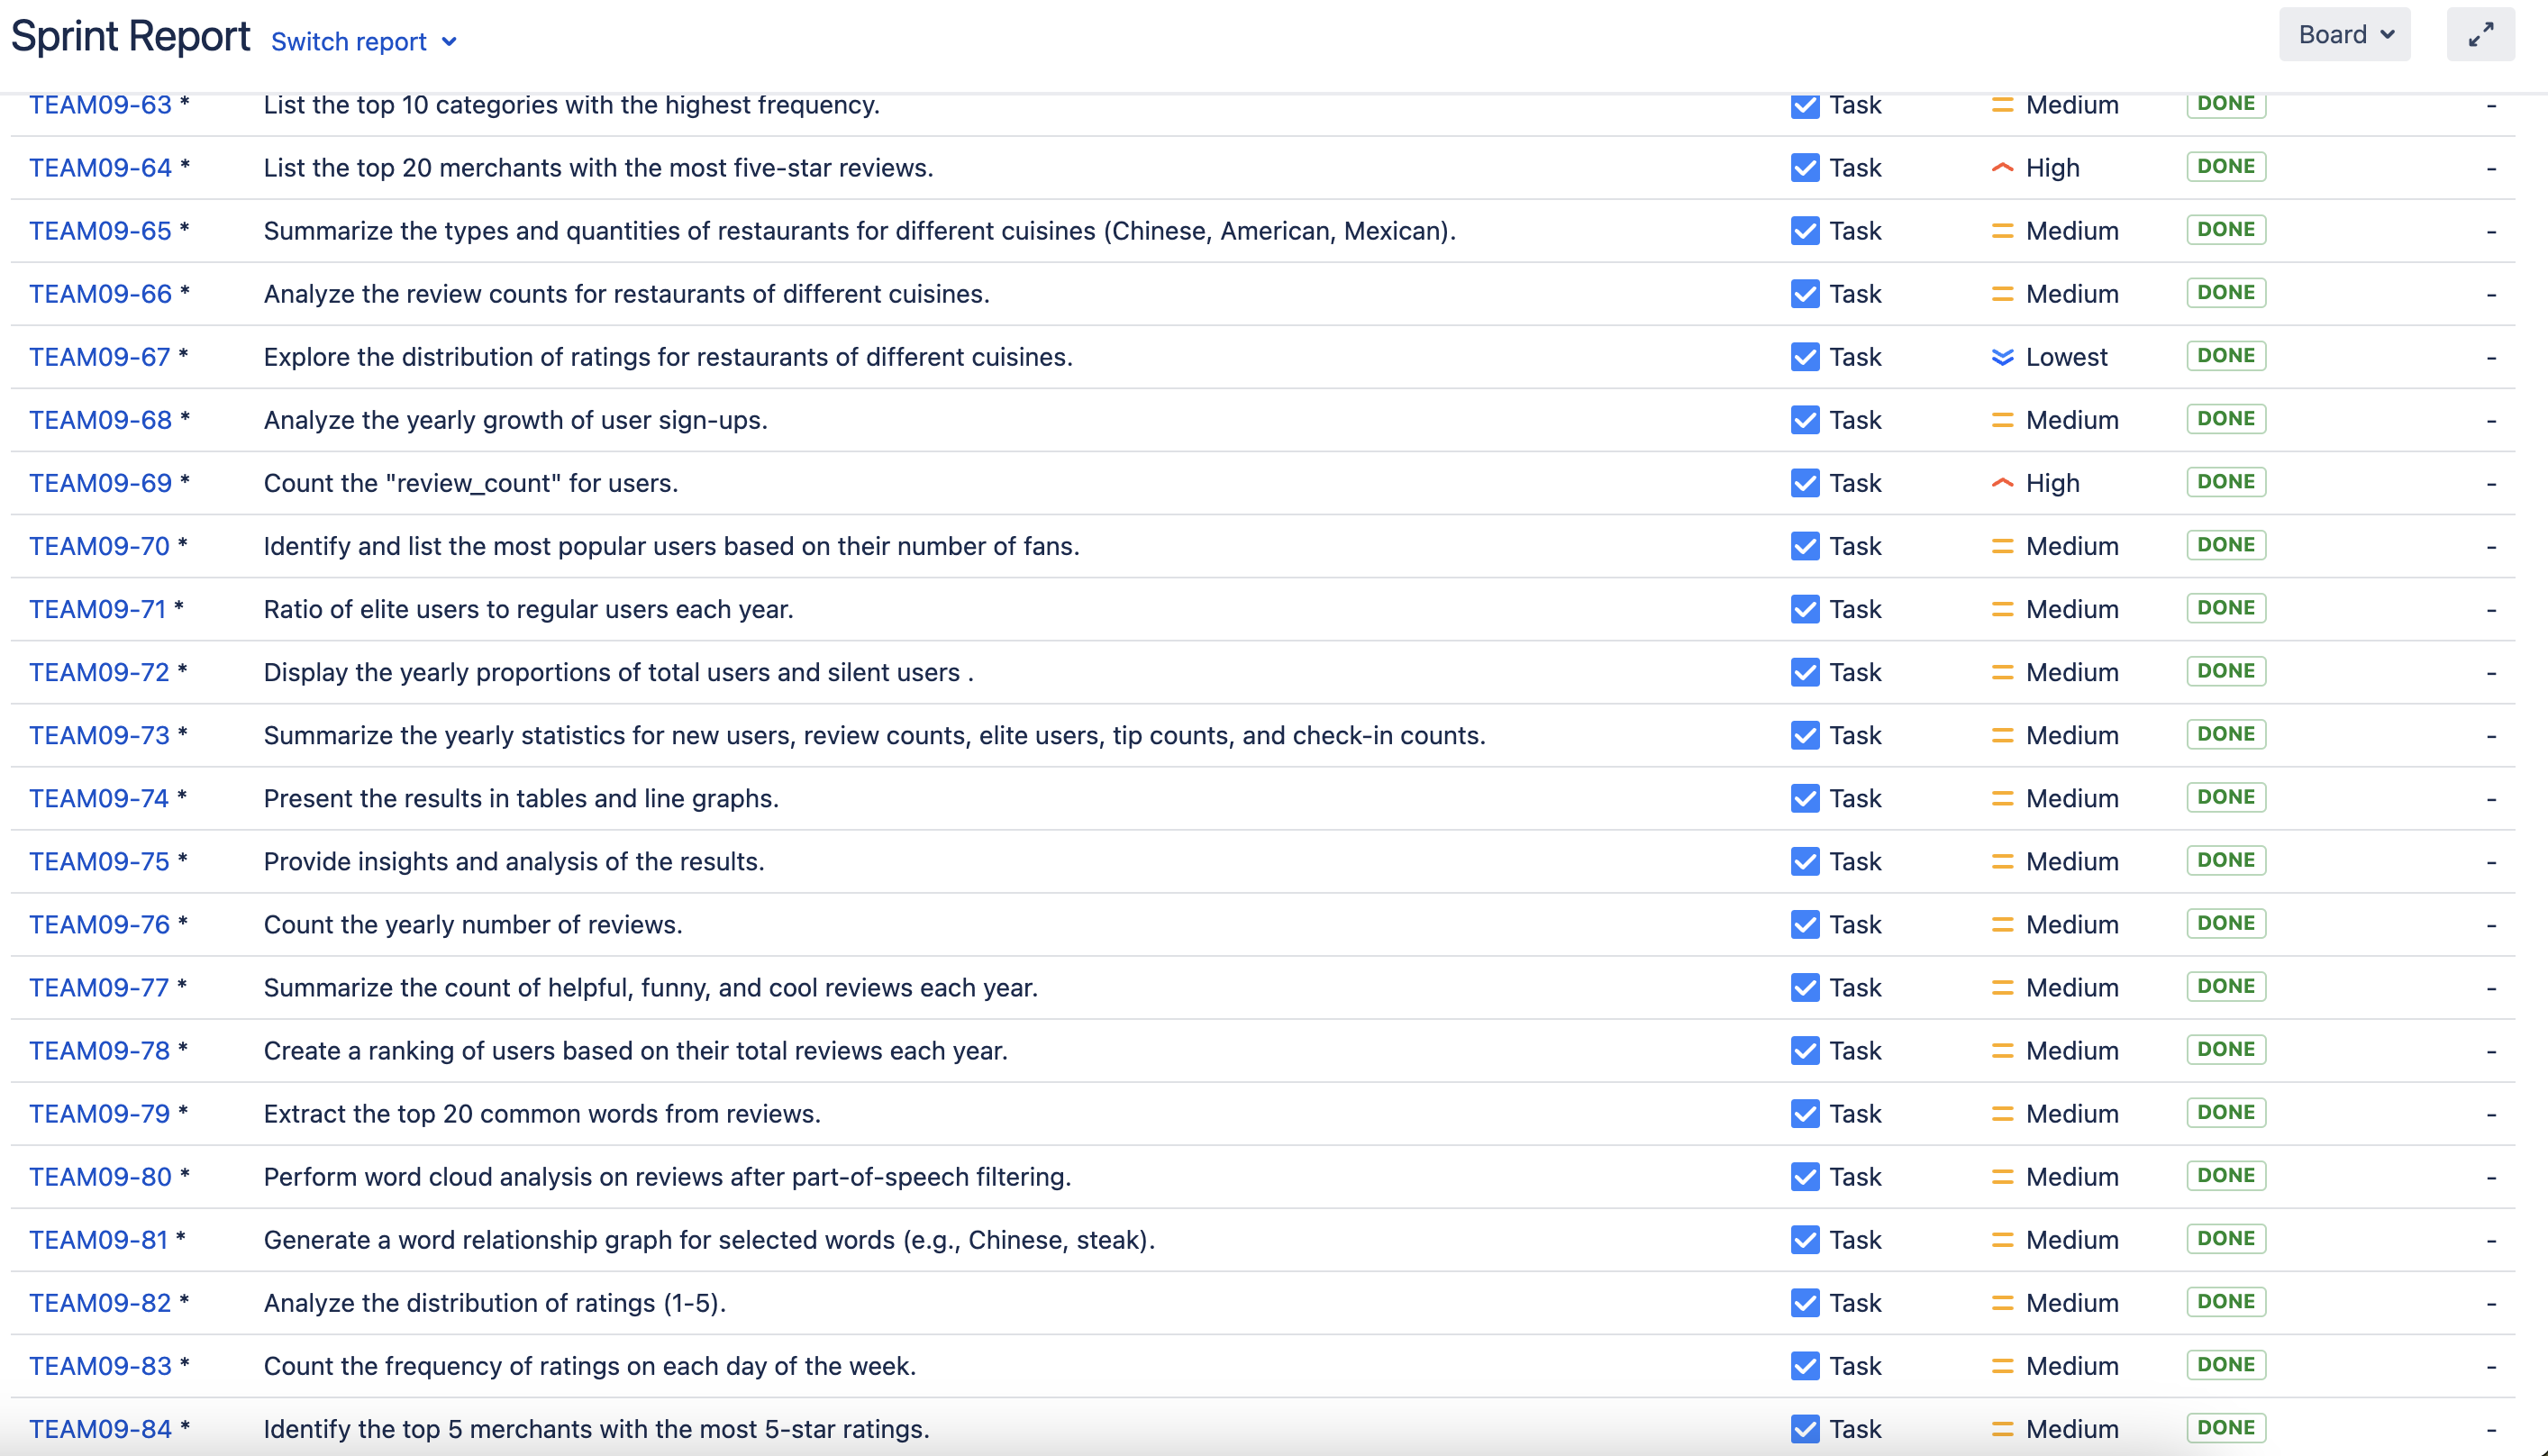 Sprint Report Switch report Board
TEAM09-63 * List the top 10 categories with the highest frequency. Task Medium DONE -
TEAM09-64 * List the top 20 merchants with the most five-star reviews. Task High DONE -
TEAM09-65 * Summarize the types and quantities of restaurants for different cuisines (Chinese, American, Mexican). Task Medium DONE -
TEAM09-66 * Analyze the review counts for restaurants of different cuisines. Task Medium DONE -
TEAM09-67 * Explore the distribution of ratings for restaurants of different cuisines. Task Lowest DONE -
TEAM09-68 * Analyze the yearly growth of user sign-ups. Task Medium DONE -
TEAM09-69 * Count the "review_count" for users. Task High DONE -
TEAM09-70 * Identify and list the most popular users based on their number of fans. Task Medium DONE -
TEAM09-71 * Ratio of elite users to regular users each year. Task Medium DONE -
TEAM09-72 * Display the yearly proportions of total users and silent users . Task Medium DONE -
TEAM09-73 * Summarize the yearly statistics for new users, review counts, elite users, tip counts, and check-in counts. Task Medium DONE -
TEAM09-74 * Present the results in tables and line graphs. Task Medium DONE -
TEAM09-75 * Provide insights and analysis of the results. Task Medium DONE -
TEAM09-76 * Count the yearly number of reviews. Task Medium DONE -
TEAM09-77 * Summarize the count of helpful, funny, and cool reviews each year. Task Medium DONE -
TEAM09-78 * Create a ranking of users based on their total reviews each year. Task Medium DONE -
TEAM09-79 * Extract the top 20 common words from reviews. Task Medium DONE -
TEAM09-80 * Perform word cloud analysis on reviews after part-of-speech filtering. Task Medium DONE -
TEAM09-81 * Generate a word relationship graph for selected words (e.g., Chinese, steak). Task Medium DONE -
TEAM09-82 * Analyze the distribution of ratings (1-5). Task Medium DONE -
TEAM09-83 * Count the frequency of ratings on each day of the week. Task Medium DONE -
TEAM09-84 * Identify the top 5 merchants with the most 5-star ratings. Task Medium DONE -